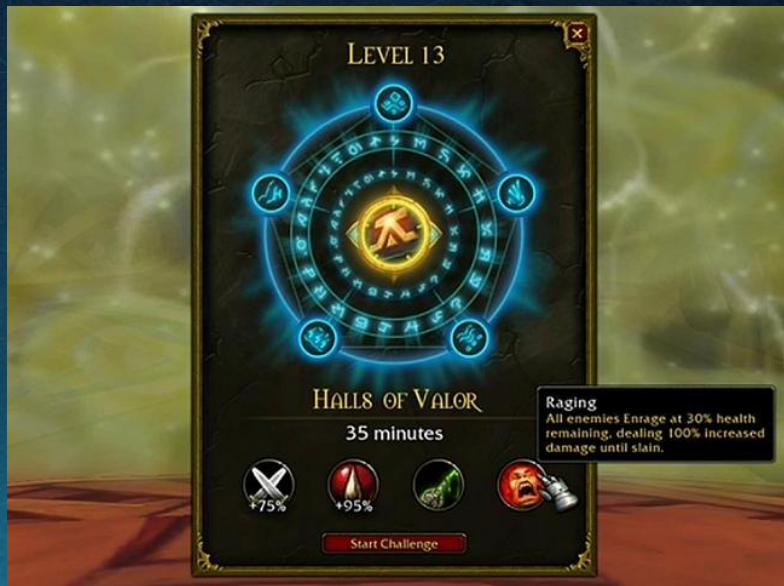 LEVEL 13
HALLS OF VALOR
35 minutes
Raging
All enemies Enrage at 30% health
remaining, dealing 100% increased
damage until slain.
+75%
+95%
Start Challenge